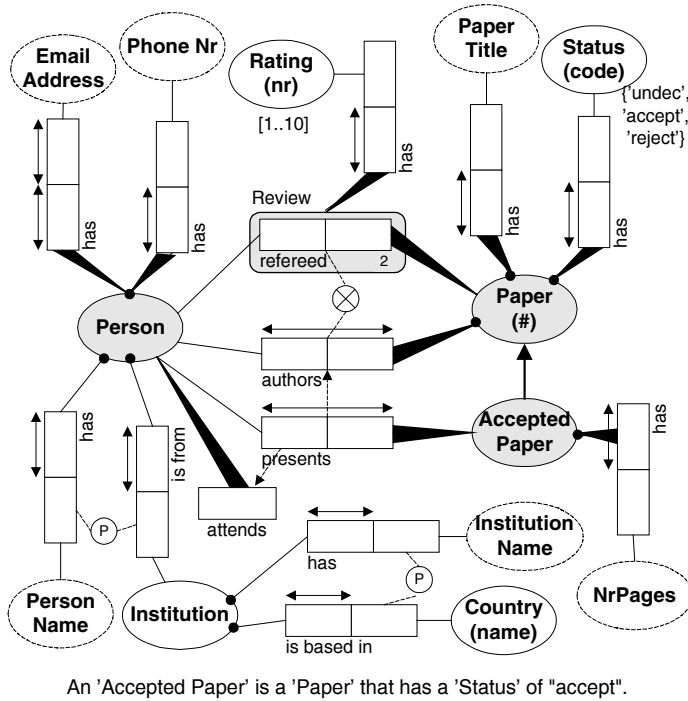 Email
Address
Phone Nr
Rating
(nr)
[1..10]
Paper
Title
Status
(code)
{'undec',
'accept',
'reject'}
has
has
has
has
has
Review
refereed 2
Person
Paper
(#)
authors
presents
Accepted
Paper
has
has
is from
attends
P
has
Institution
Name
P
Person
Name
Institution
is based in
Country
(name)
NrPages
An 'Accepted Paper' is a 'Paper' that has a 'Status' of "accept".